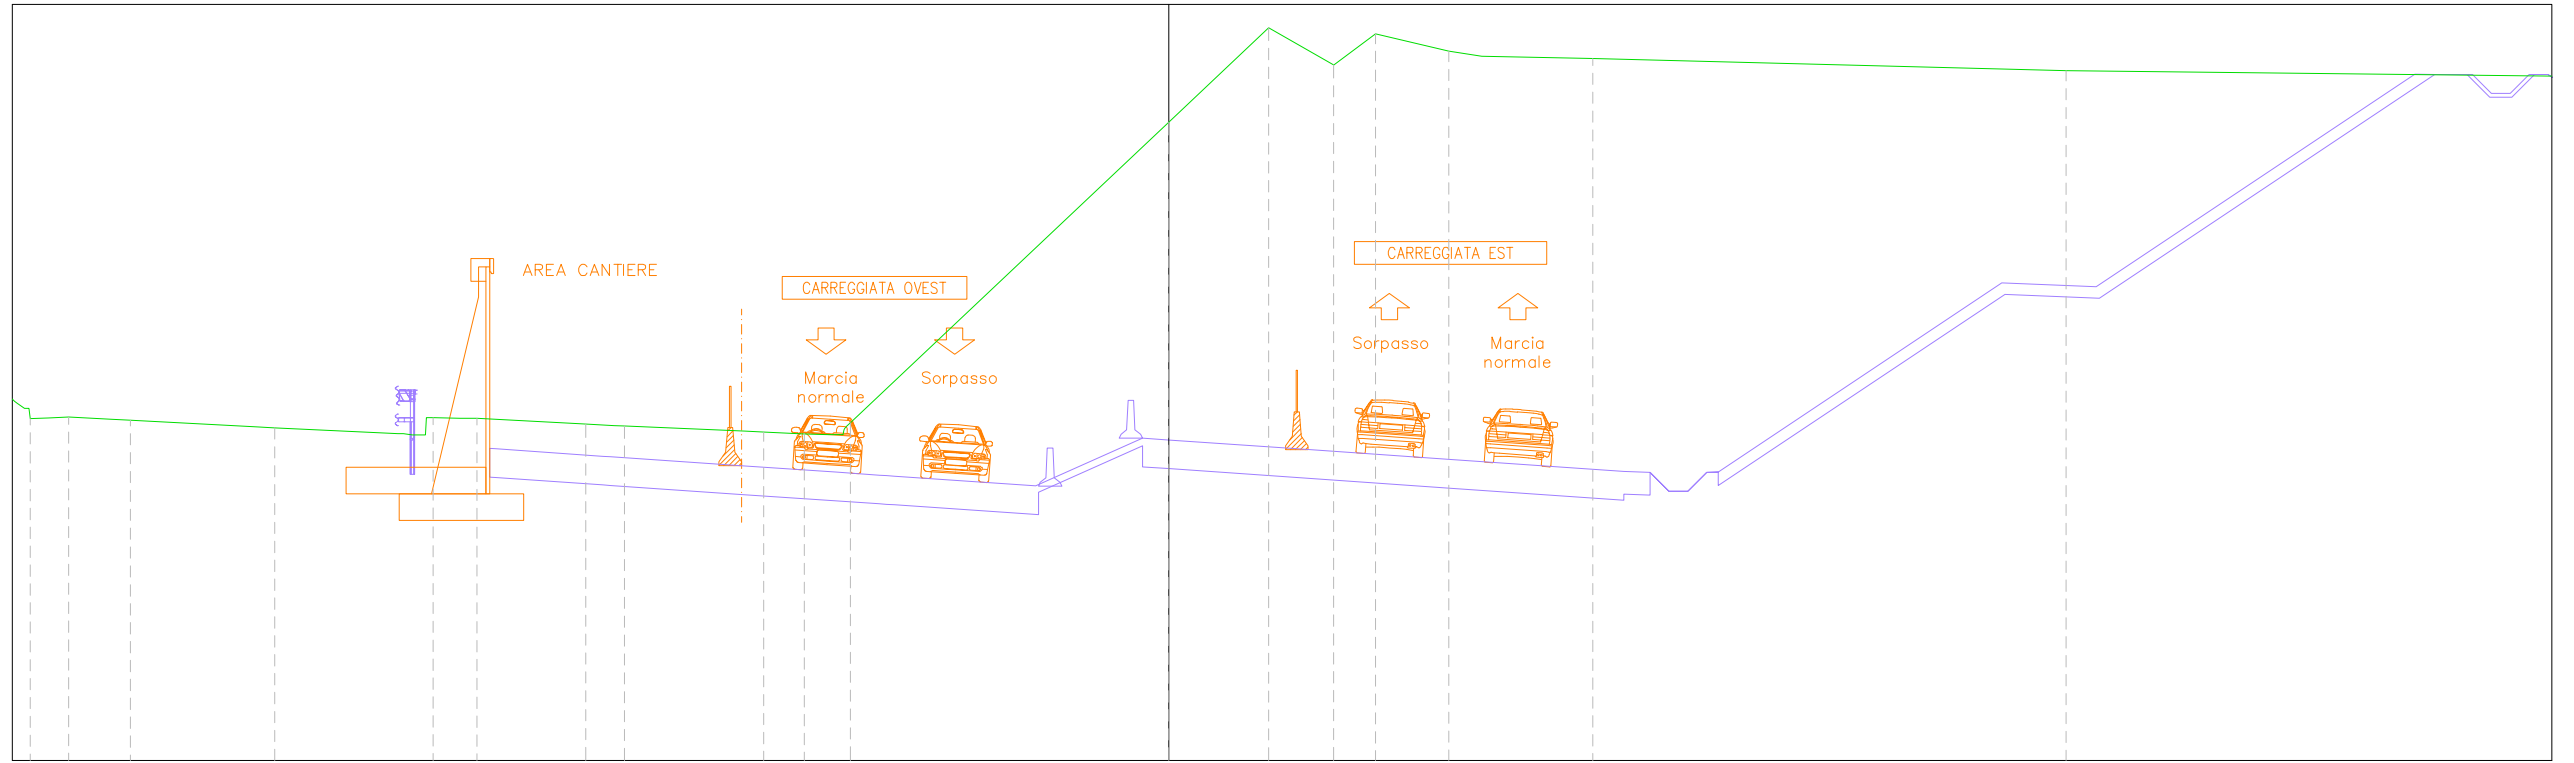 AREA CANTIERE
CARREGGIATA OVEST
Marcia
normale
Sorpasso
CARREGGIATA EST
Sorpasso
Marcia
normale